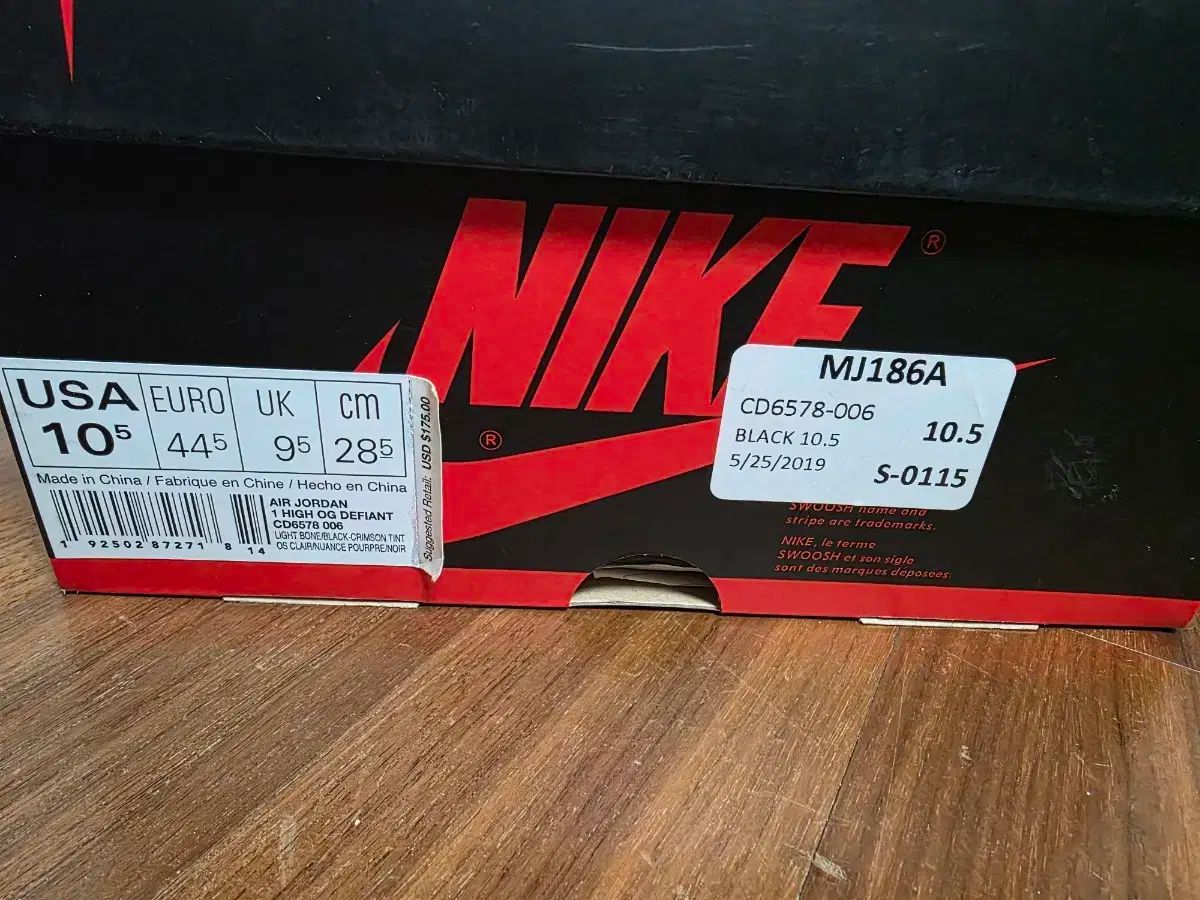 NIKE
®
®
USA EURO UK cm
10⁵ 44⁵ 9⁵ 28⁵
Made in China / Fabrique en Chine / Hecho en China
AIR JORDAN
1 HIGH OG DEFIANT
CD6578 006
LIGHT BONE/BLACK-CRIMSON TINT
OS CLAIR/NUANCE POURPRE/NOIR
1 92502 87271 8 14
Suggested Retail: USD $175.00
MJ186A
CD6578-006
BLACK 10.5 10.5
5/25/2019 S-0115
SWOOSH name and
stripe are trademarks.
NIKE, le terme
SWOOSH et son sigle
sont des marques déposées.